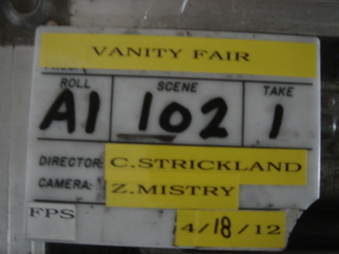 VANITY FAIR
ROLL SCENE TAKE
A1 102 1
DIRECTOR: C.STRICKLAND
CAMERA: Z.MISTRY
FPS 4/18/12